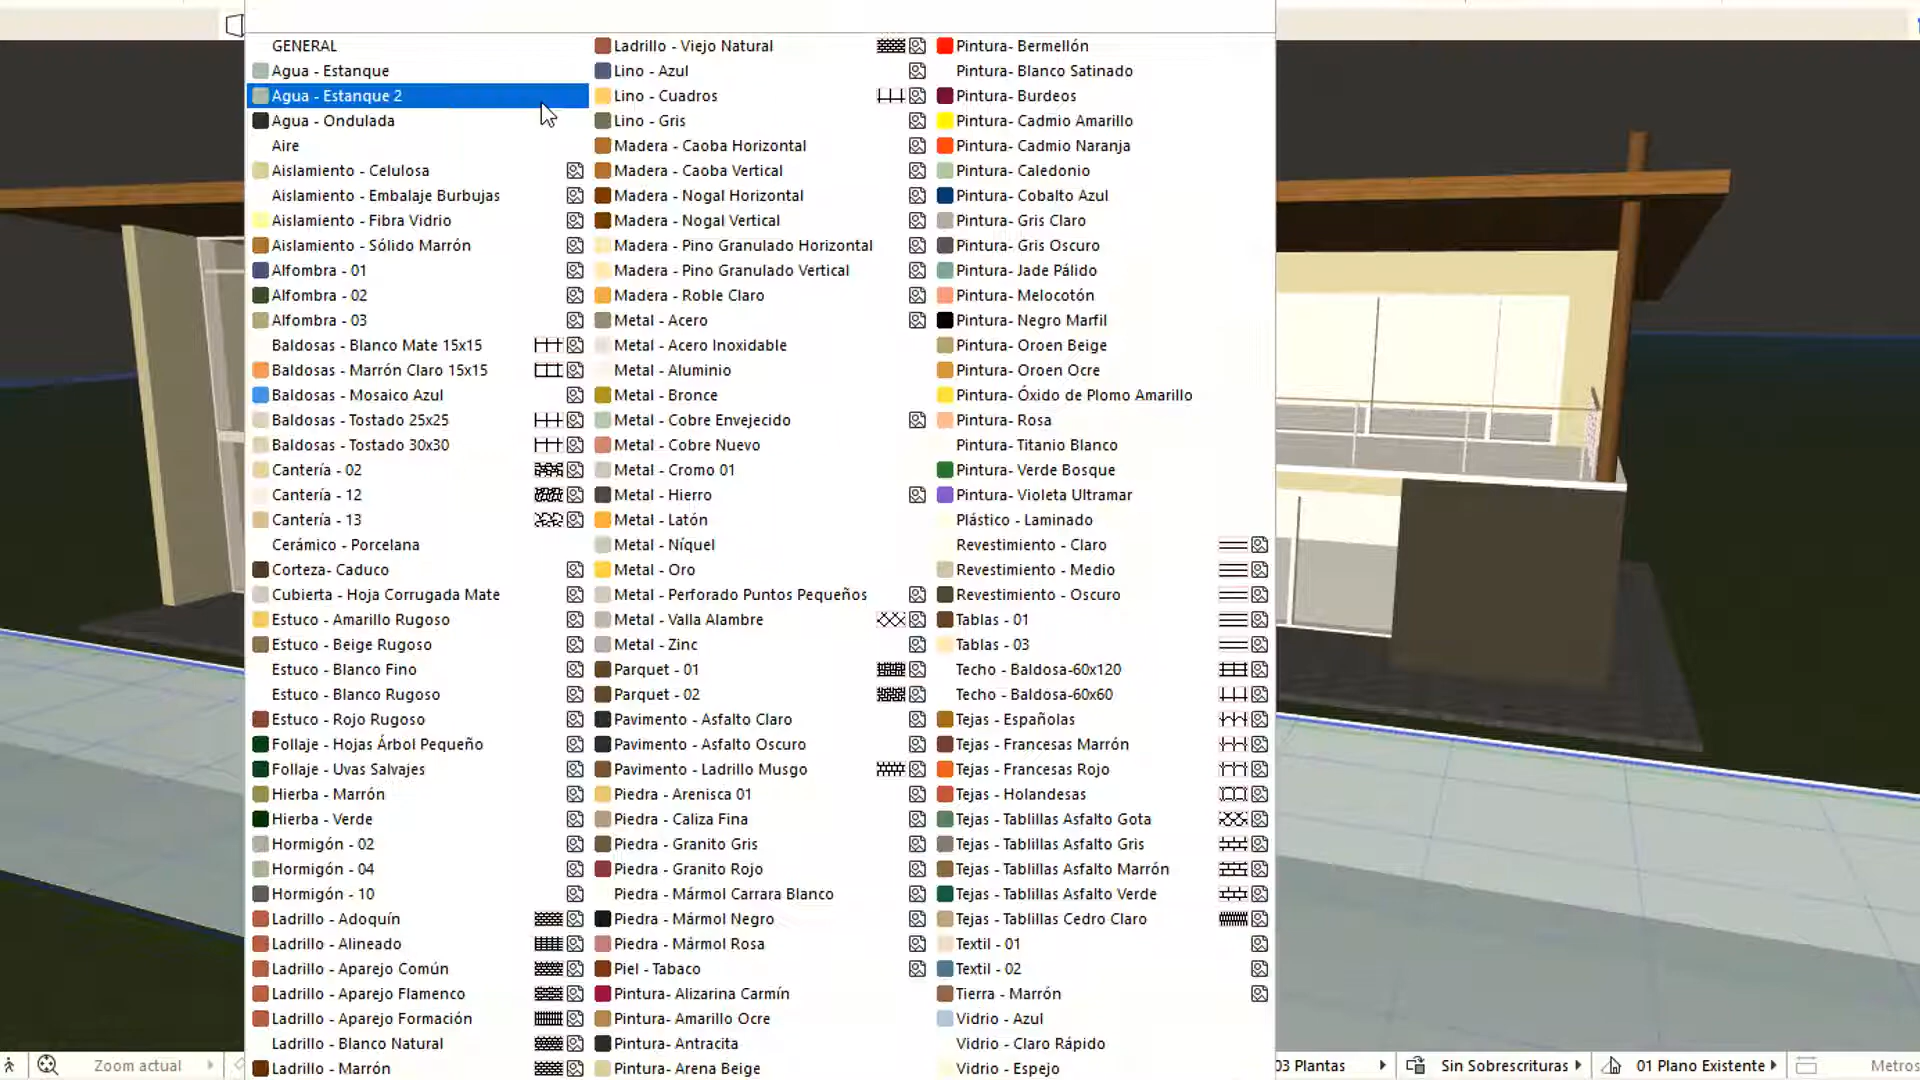 GENERAL
Agua - Estanque
Agua - Estanque 2
Agua - Ondulada
Aire
Aislamiento - Celulosa
Aislamiento - Embalaje Burbujas
Aislamiento - Fibra Vidrio
Aislamiento - Sólido Marrón
Alfombra - 01
Alfombra - 02
Alfombra - 03
Baldosas - Blanco Mate 15x15
Baldosas - Marrón Claro 15x15
Baldosas - Mosaico Azul
Baldosas - Tostado 25x25
Baldosas - Tostado 30x30
Cantería - 02
Cantería - 12
Cantería - 13
Cerámico - Porcelana
Corteza- Caduco
Cubierta - Hoja Corrugada Mate
Estuco - Amarillo Rugoso
Estuco - Beige Rugoso
Estuco - Blanco Fino
Estuco - Blanco Rugoso
Estuco - Rojo Rugoso
Follaje - Hojas Árbol Pequeño
Follaje - Uvas Salvajes
Hierba - Marrón
Hierba - Verde
Hormigón - 02
Hormigón - 04
Hormigón - 10
Ladrillo - Adoquín
Ladrillo - Alineado
Ladrillo - Aparejo Común
Ladrillo - Aparejo Flamenco
Ladrillo - Aparejo Formación
Ladrillo - Blanco Natural
Ladrillo - Marrón
Ladrillo - Viejo Natural
Lino - Azul
Lino - Cuadros
Lino - Gris
Madera - Caoba Horizontal
Madera - Caoba Vertical
Madera - Nogal Horizontal
Madera - Nogal Vertical
Madera - Pino Granulado Horizontal
Madera - Pino Granulado Vertical
Madera - Roble Claro
Metal - Acero
Metal - Acero Inoxidable
Metal - Aluminio
Metal - Bronce
Metal - Cobre Envejecido
Metal - Cobre Nuevo
Metal - Cromo 01
Metal - Hierro
Metal - Latón
Metal - Níquel
Metal - Oro
Metal - Perforado Puntos Pequeños
Metal - Valla Alambre
Metal - Zinc
Parquet - 01
Parquet - 02
Pavimento - Asfalto Claro
Pavimento - Asfalto Oscuro
Pavimento - Ladrillo Musgo
Piedra - Arenisca 01
Piedra - Caliza Fina
Piedra - Granito Gris
Piedra - Granito Rojo
Piedra - Mármol Carrara Blanco
Piedra - Mármol Negro
Piedra - Mármol Rosa
Piel - Tabaco
Pintura- Alizarina Carmín
Pintura- Amarillo Ocre
Pintura- Antracita
Pintura- Arena Beige
Pintura- Bermellón
Pintura- Blanco Satinado
Pintura- Burdeos
Pintura- Cadmio Amarillo
Pintura- Cadmio Naranja
Pintura- Caledonio
Pintura- Cobalto Azul
Pintura- Gris Claro
Pintura- Gris Oscuro
Pintura- Jade Pálido
Pintura- Melocotón
Pintura- Negro Marfil
Pintura- Oroen Beige
Pintura- Oroen Ocre
Pintura- Óxido de Plomo Amarillo
Pintura- Rosa
Pintura- Titanio Blanco
Pintura- Verde Bosque
Pintura- Violeta Ultramar
Plástico - Laminado
Revestimiento - Claro
Revestimiento - Medio
Revestimiento - Oscuro
Tablas - 01
Tablas - 03
Techo - Baldosa-60x120
Techo - Baldosa-60x60
Tejas - Españolas
Tejas - Francesas Marrón
Tejas - Francesas Rojo
Tejas - Holandesas
Tejas - Tablillas Asfalto Gota
Tejas - Tablillas Asfalto Gris
Tejas - Tablillas Asfalto Marrón
Tejas - Tablillas Asfalto Verde
Tejas - Tablillas Cedro Claro
Textil - 01
Textil - 02
Tierra - Marrón
Vidrio - Azul
Vidrio - Claro Rápido
Vidrio - Espejo
Zoom actual
03 Plantas
Sin Sobrescrituras
01 Plano Existente
Metros